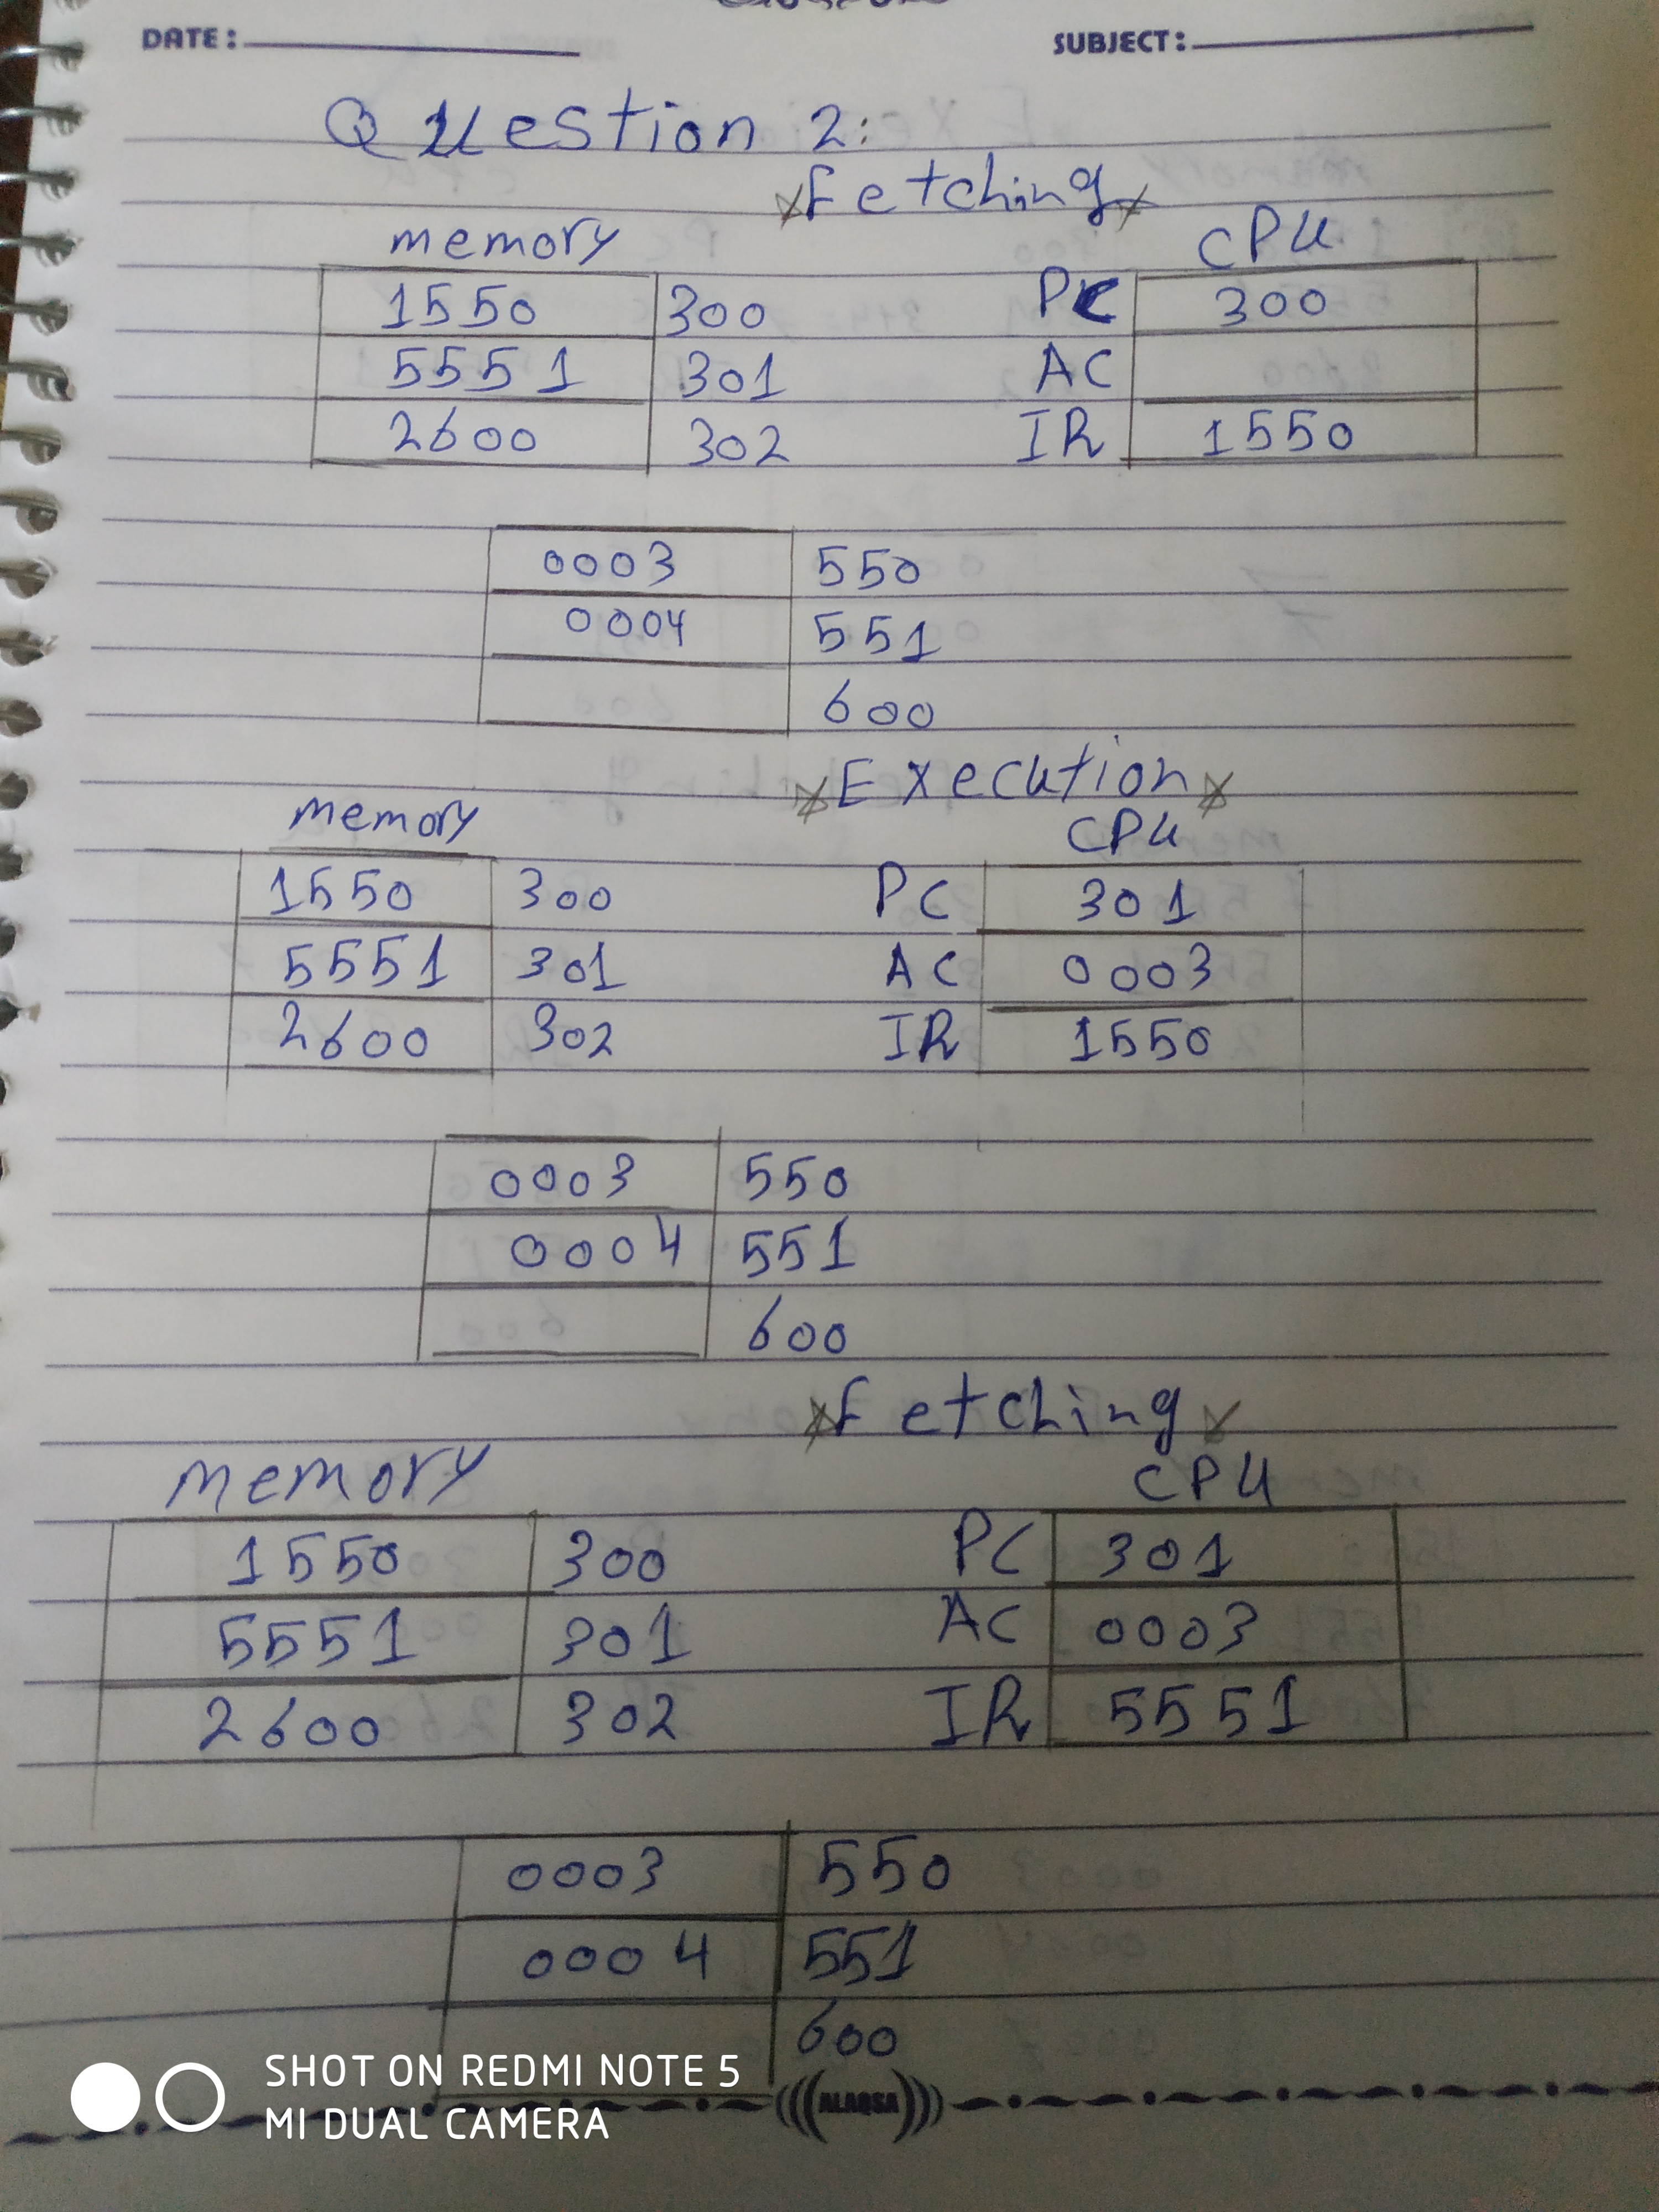 DATE: SUBJECT:
Question 2:
Fetching
memory CPU
1550 300 PC 300
5551 301 AC
2600 302 IR 1550
0003 550
0004 551
600
Execution
memory CPU
1550 300 PC 301
5551 301 AC 0003
2600 302 IR 1550
0003 550
0004 551
600
Fetching
memory CPU
1550 300 PC 301
5551 301 AC 0003
2600 302 IR 5551
0003 550
0004 551
600
SHOT ON REDMI NOTE 5
MI DUAL CAMERA
(((ALAQSA)))